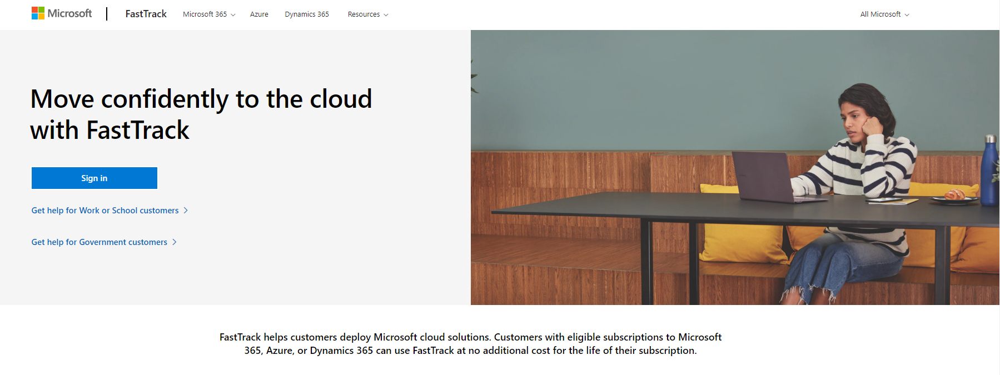 Microsoft
FastTrack
Microsoft 365
Azure
Dynamics 365
Resources
All Microsoft
Move confidently to the cloud
with FastTrack
Sign in
Get help for Work or School customers
Get help for Government customers
FastTrack helps customers deploy Microsoft cloud solutions. Customers with eligible subscriptions to Microsoft
365, Azure, or Dynamics 365 can use FastTrack at no additional cost for the life of their subscription.